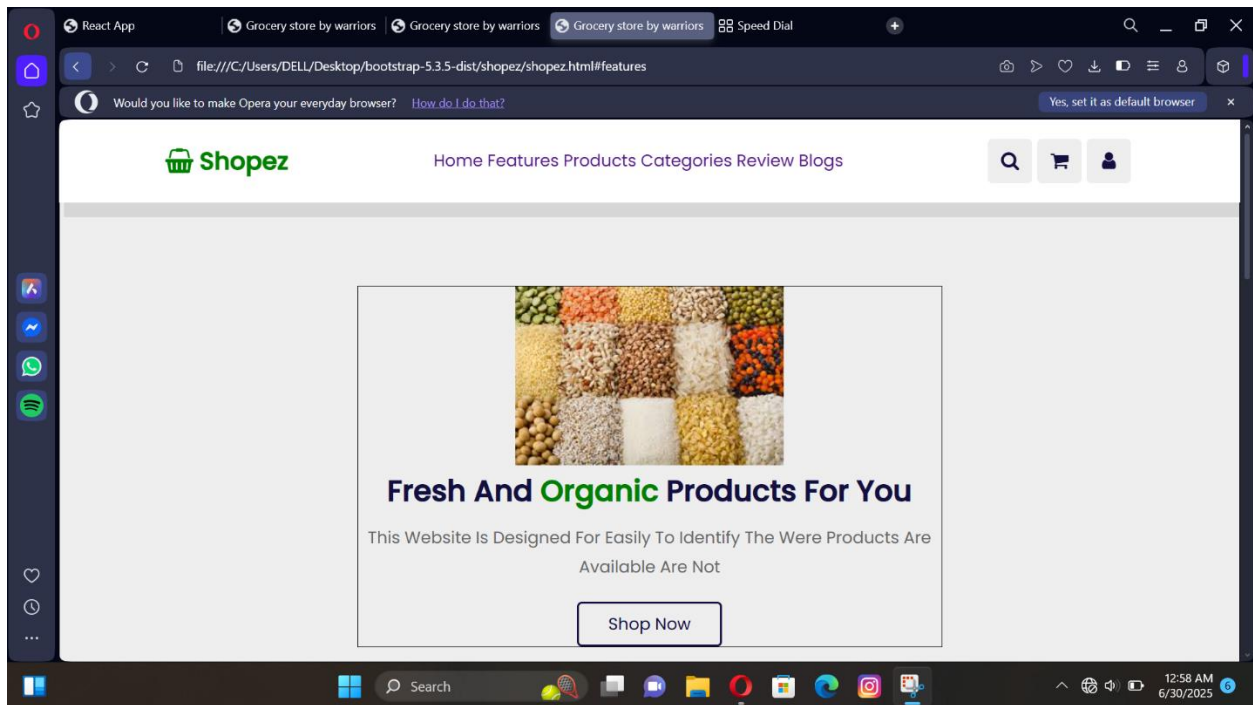 React App
Grocery store by warriors
Grocery store by warriors
Grocery store by warriors
Speed Dial
file:///C:/Users/DELL/Desktop/bootstrap-5.3.5-dist/shopez/shopez.html#features
Would you like to make Opera your everyday browser? How do I do that?
Yes, set it as default browser
Shopez
Home Features Products Categories Review Blogs
Fresh And Organic Products For You
This Website Is Designed For Easily To Identify The Were Products Are
Available Are Not
Shop Now
Search
12:58 AM
6/30/2025
6